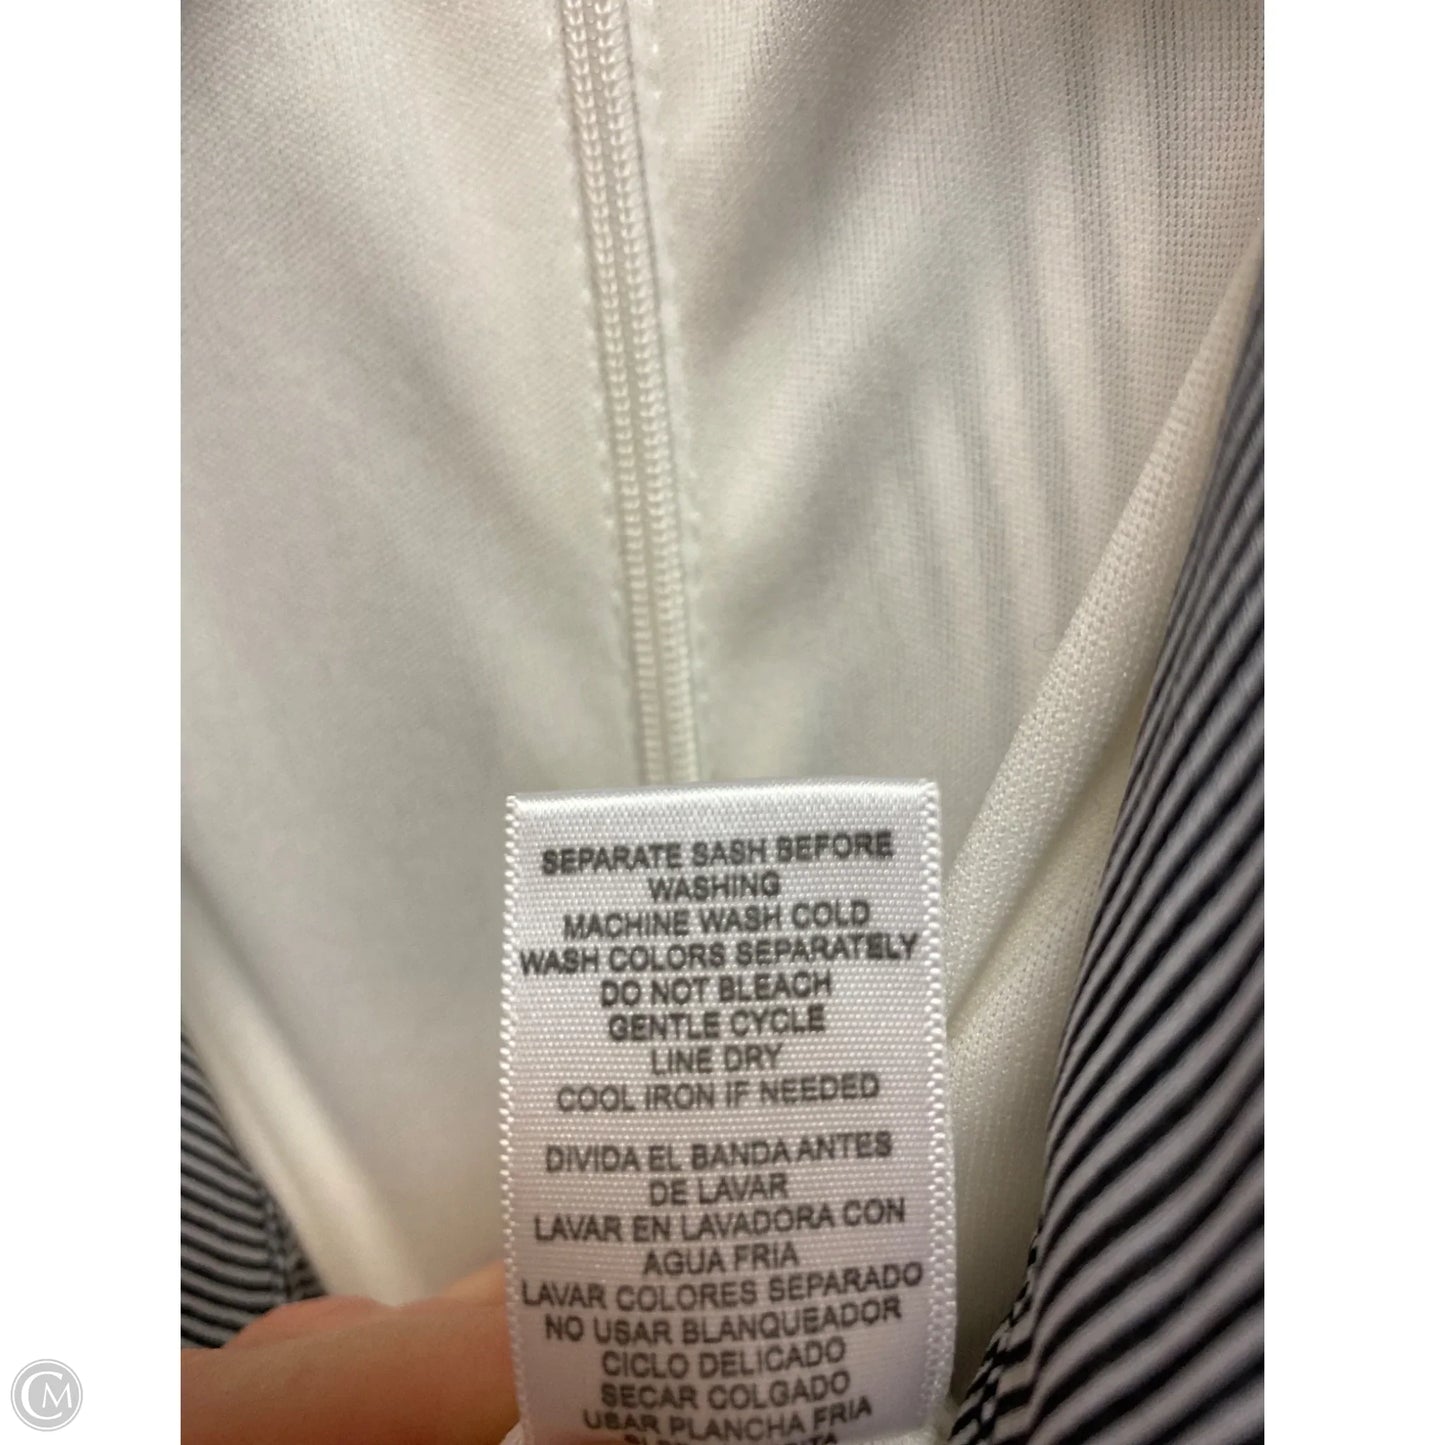 SEPARATE SASH BEFORE
WASHING
MACHINE WASH COLD
WASH COLORS SEPARATELY
DO NOT BLEACH
GENTLE CYCLE
LINE DRY
COOL IRON IF NEEDED
DIVIDA EL BANDA ANTES
DE LAVAR
LAVAR EN LAVADORA CON
AGUA FRIA
LAVAR COLORES SEPARADO
NO USAR BLANQUEADOR
CICLO DELICADO
SECAR COLGADO
USAR PLANCHA FRIA
CM